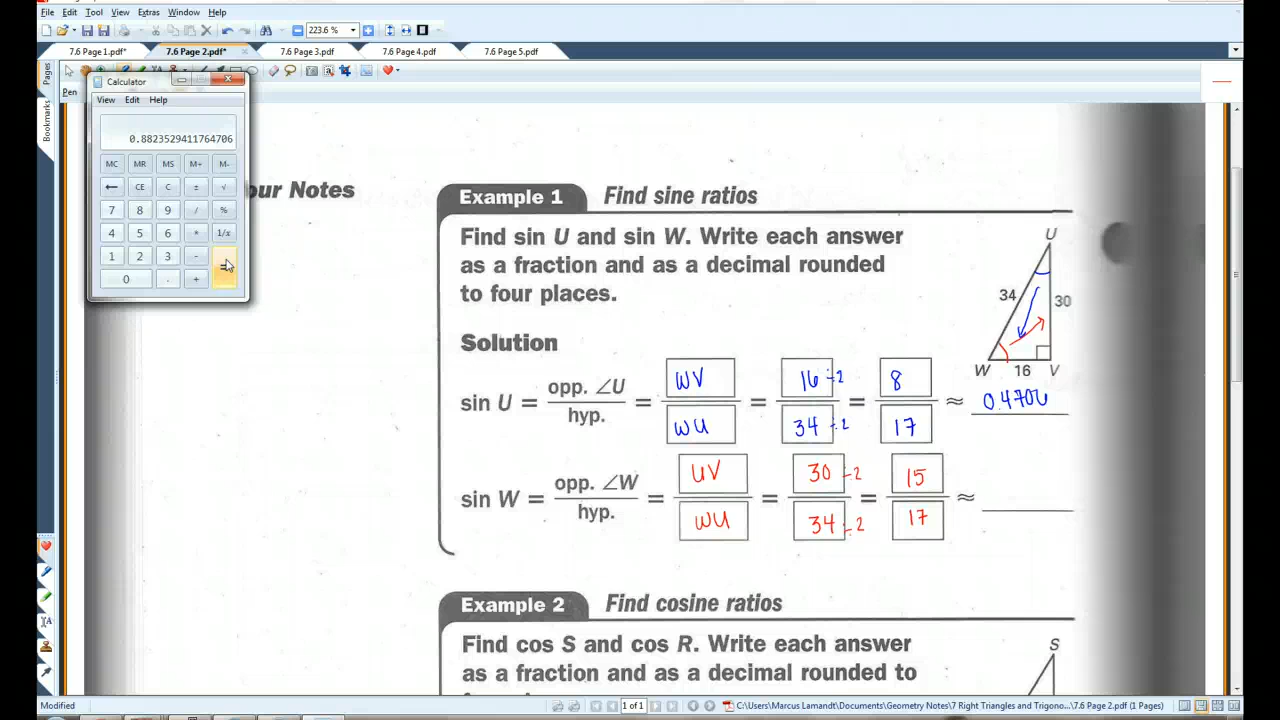 File Edit Tool View Extras Window Help
223.6 %
7.6 Page 1.pdf* 7.6 Page 2.pdf* 7.6 Page 3.pdf 7.6 Page 4.pdf 7.6 Page 5.pdf
Pages
Bookmarks
Pen
Calculator
View Edit Help
0.8823529411764706
MC MR MS M+ M-
← CE C ± √
7 8 9 / %
4 5 6 * 1/x
1 2 3 - =
0 . +
our Notes
Example 1 Find sine ratios
Find sin U and sin W. Write each answer
as a fraction and as a decimal rounded
to four places.
U
34 30
W 16 V
Solution
sin U = opp. ∠U / hyp. = WV / WU = 16 ÷2 / 34 ÷2 = 8 / 17 ≈ 0.4706
sin W = opp. ∠W / hyp. = UV / WU = 30 ÷2 / 34 ÷2 = 15 / 17 ≈
Example 2 Find cosine ratios
Find cos S and cos R. Write each answer
as a fraction and as a decimal rounded to
S
Modified
1 of 1
C:\Users\Marcus Lamandt\Documents\Geometry Notes\7 Right Triangles and Trigono...\7.6 Page 2.pdf (1 Pages)